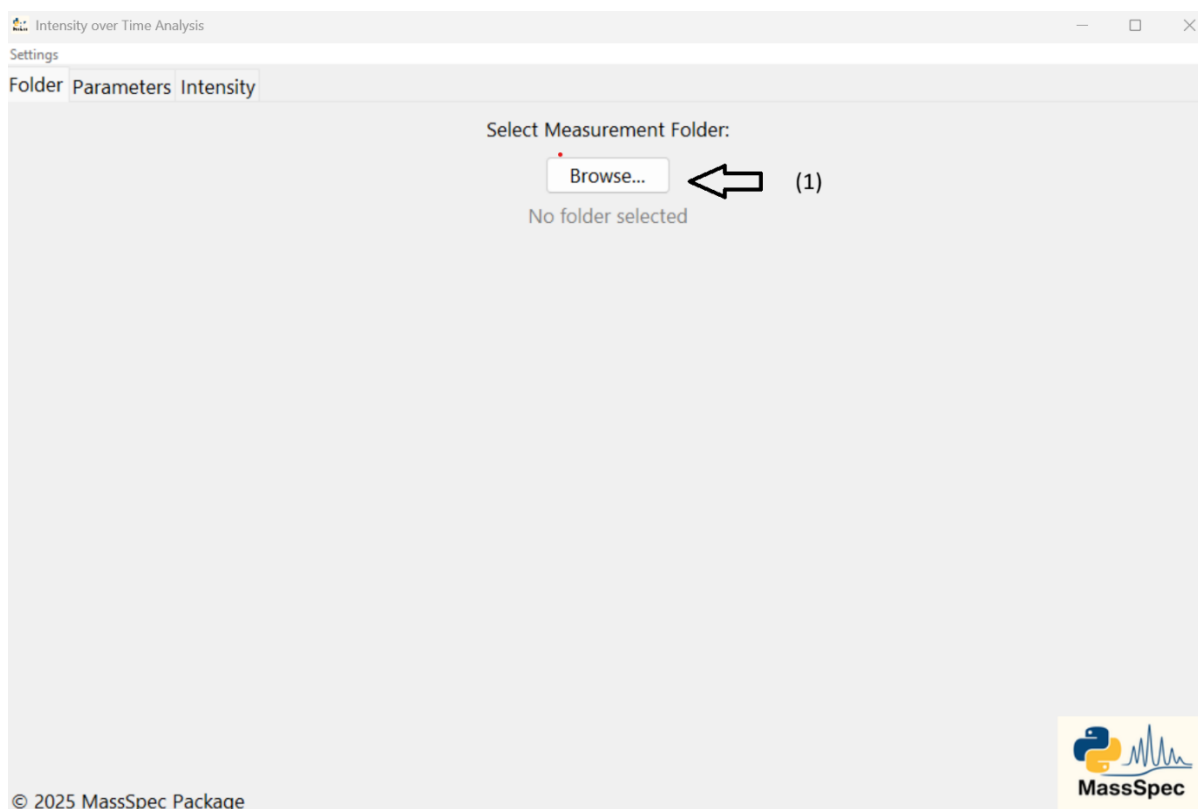 Intensity over Time Analysis
Settings
Folder Parameters Intensity
Select Measurement Folder:
Browse... (1)
No folder selected
MassSpec
© 2025 MassSpec Package